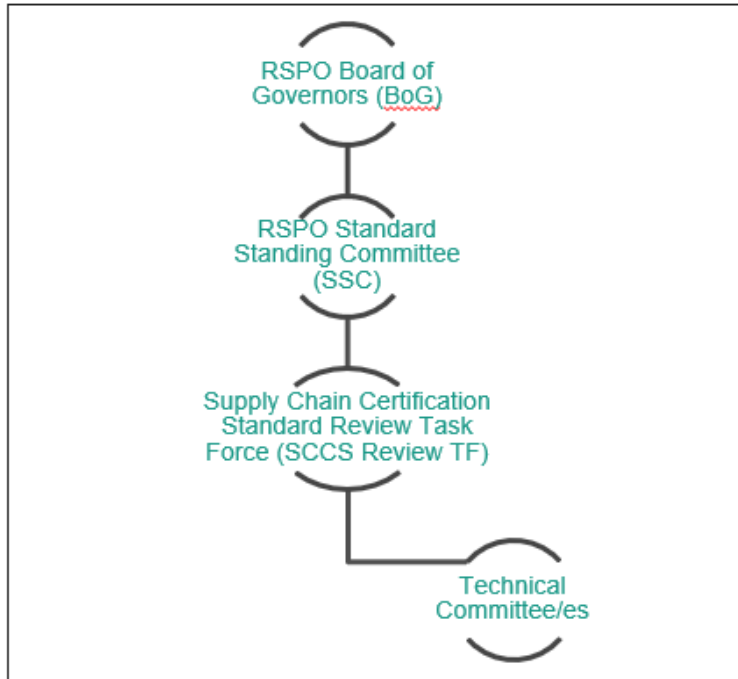 RSPO Board of
Governors (BoG)
RSPO Standard
Standing Committee
(SSC)
Supply Chain Certification
Standard Review Task
Force (SCCS Review TF)
Technical
Committee/es